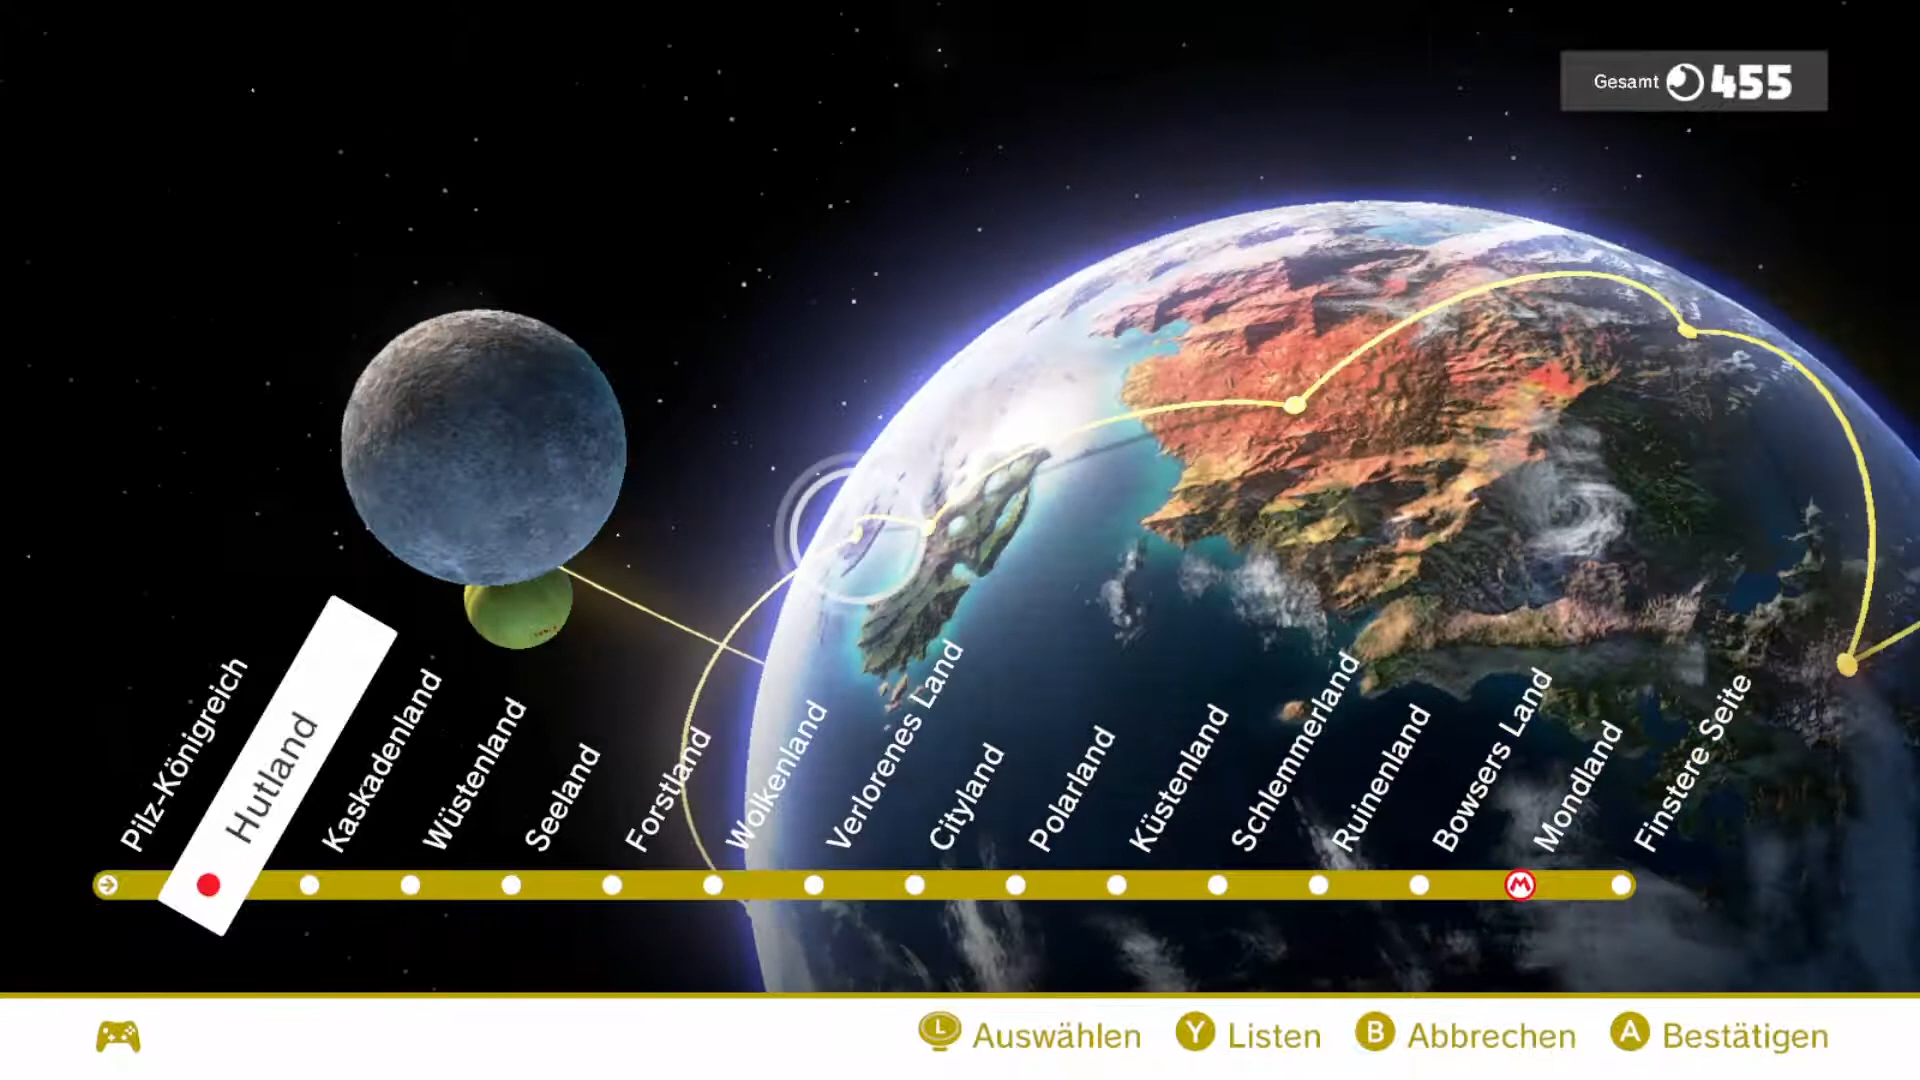 Gesamt 455
Pilz-Königreich
Hutland
Kaskadenland
Wüstenland
Seeland
Forstland
Wolkenland
Verlorenes Land
Cityland
Polarland
Küstenland
Schlemmerland
Ruinenland
Bowsers Land
Mondland
Finstere Seite
L Auswählen Y Listen B Abbrechen A Bestätigen